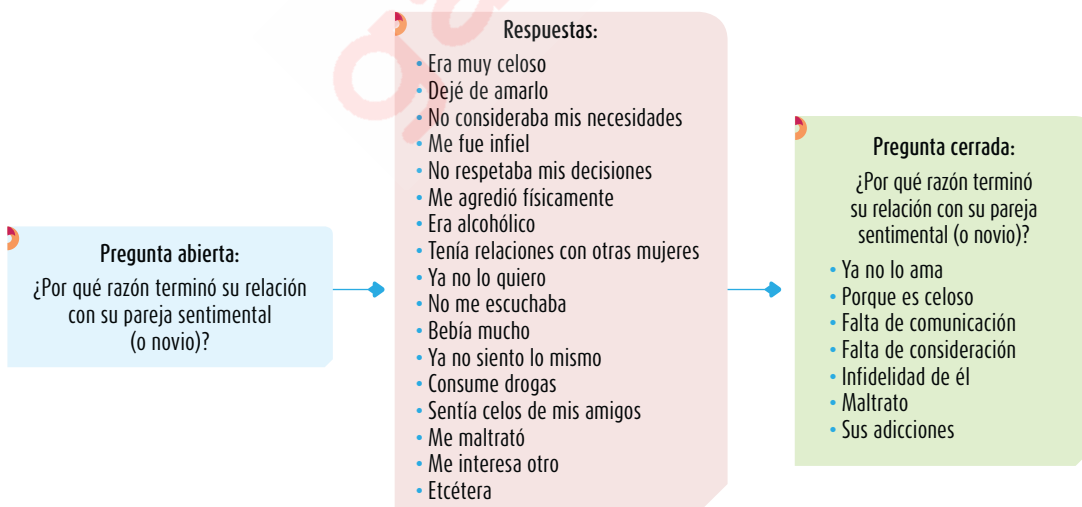 Pregunta abierta:
¿Por qué razón terminó su relación
con su pareja sentimental
(o novio)?
Respuestas:
• Era muy celoso
• Dejé de amarlo
• No consideraba mis necesidades
• Me fue infiel
• No respetaba mis decisiones
• Me agredió físicamente
• Era alcohólico
• Tenía relaciones con otras mujeres
• Ya no lo quiero
• No me escuchaba
• Bebía mucho
• Ya no siento lo mismo
• Consume drogas
• Sentía celos de mis amigos
• Me maltrató
• Me interesa otro
• Etcétera
Pregunta cerrada:
¿Por qué razón terminó
su relación con su pareja
sentimental (o novio)?
• Ya no lo ama
• Porque es celoso
• Falta de comunicación
• Falta de consideración
• Infidelidad de él
• Maltrato
• Sus adicciones